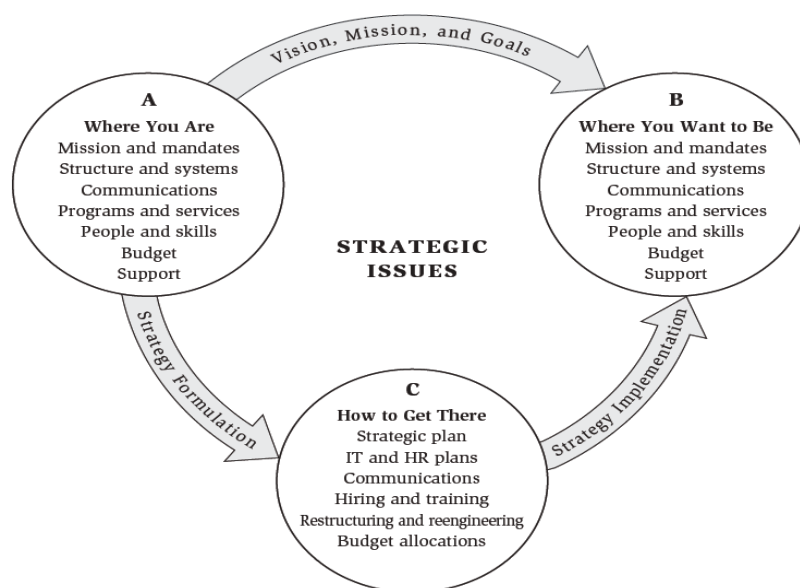 Vision, Mission, and Goals
A
Where You Are
Mission and mandates
Structure and systems
Communications
Programs and services
People and skills
Budget
Support
B
Where You Want to Be
Mission and mandates
Structure and systems
Communications
Programs and services
People and skills
Budget
Support
STRATEGIC
ISSUES
Strategy Formulation
C
How to Get There
Strategic plan
IT and HR plans
Communications
Hiring and training
Restructuring and reengineering
Budget allocations
Strategy Implementation